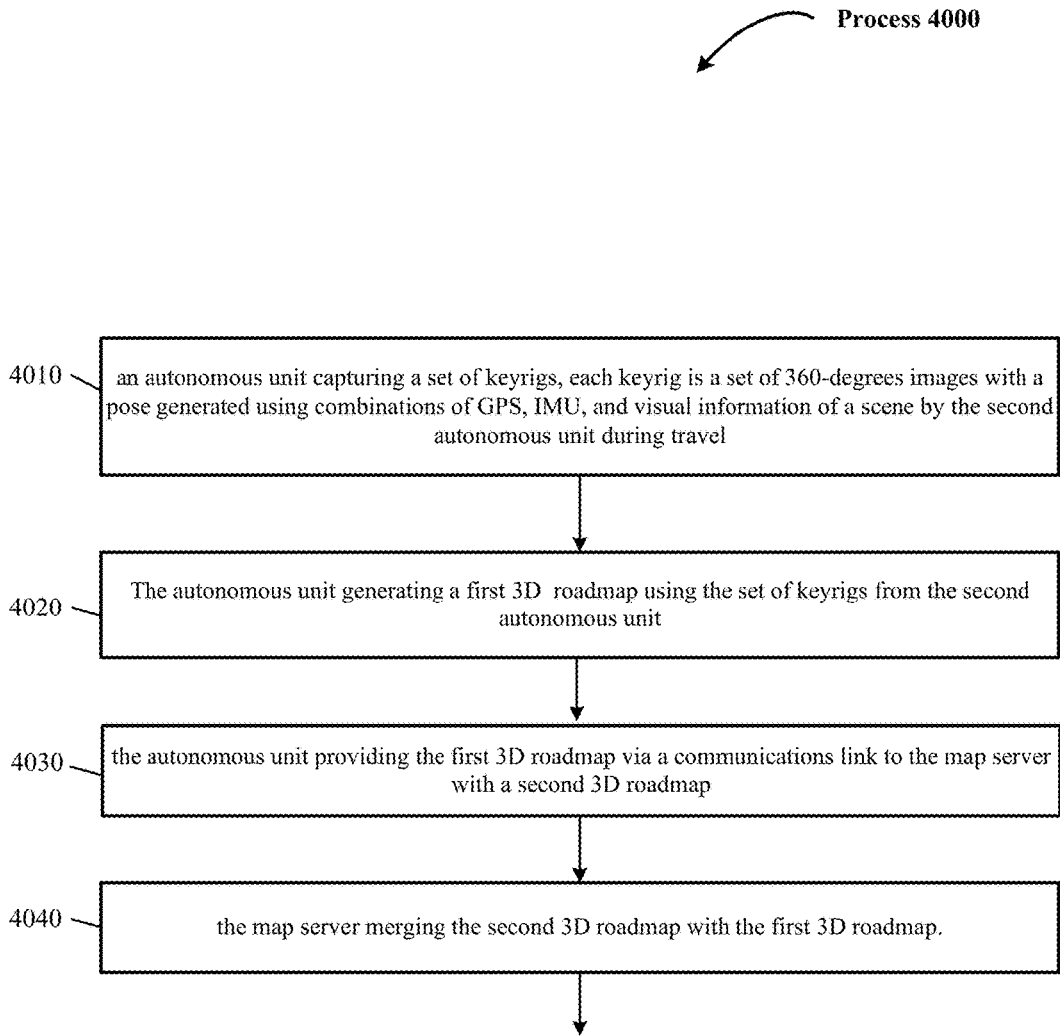 Process 4000
4010
an autonomous unit capturing a set of keyrigs, each keyrig is a set of 360-degrees images with a
pose generated using combinations of GPS, IMU, and visual information of a scene by the second
autonomous unit during travel
4020
The autonomous unit generating a first 3D roadmap using the set of keyrigs from the second
autonomous unit
4030
the autonomous unit providing the first 3D roadmap via a communications link to the map server
with a second 3D roadmap
4040
the map server merging the second 3D roadmap with the first 3D roadmap.